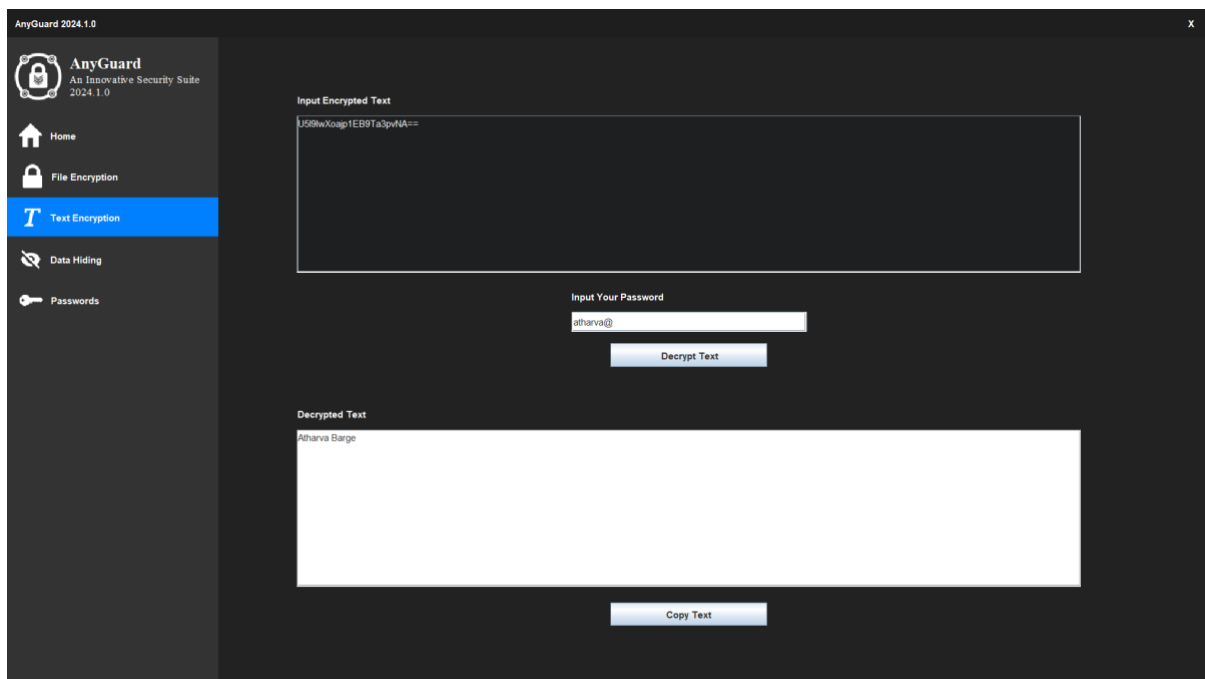 AnyGuard 2024.1.0
X
AnyGuard
An Innovative Security Suite
2024.1.0
Home
File Encryption
Text Encryption
Data Hiding
Passwords
Input Encrypted Text
U5l9lwXoajp1EB9Ta3pvNA==
Input Your Password
atharva@
Decrypt Text
Decrypted Text
Atharva Barge
Copy Text